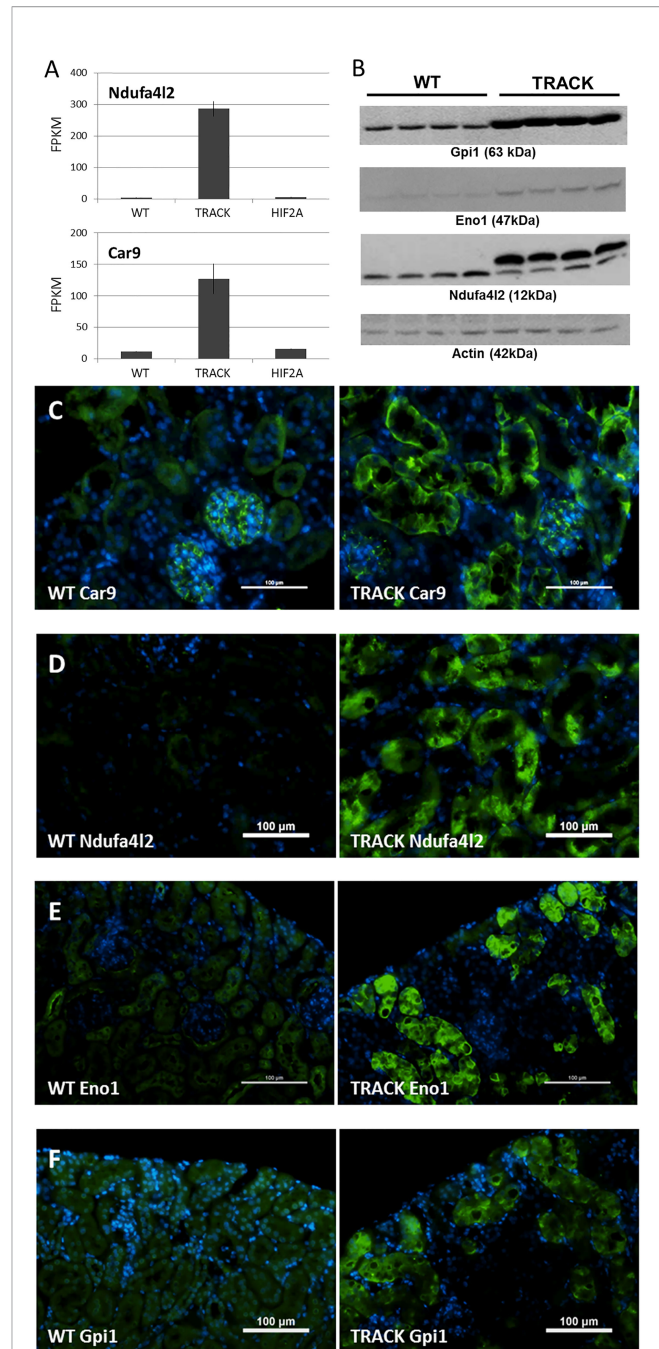 A
Ndufa4l2
FPKM
400
300
200
100
0
WT TRACK HIF2A
Car9
FPKM
200
150
100
50
0
WT TRACK HIF2A
B
WT TRACK
Gpi1 (63 kDa)
Eno1 (47kDa)
Ndufa4l2 (12kDa)
Actin (42kDa)
C
100 µm
WT Car9
100 µm
TRACK Car9
D
100 µm
WT Ndufa4l2
100 µm
TRACK Ndufa4l2
E
100 µm
WT Eno1
100 µm
TRACK Eno1
F
100 µm
WT Gpi1
100 µm
TRACK Gpi1